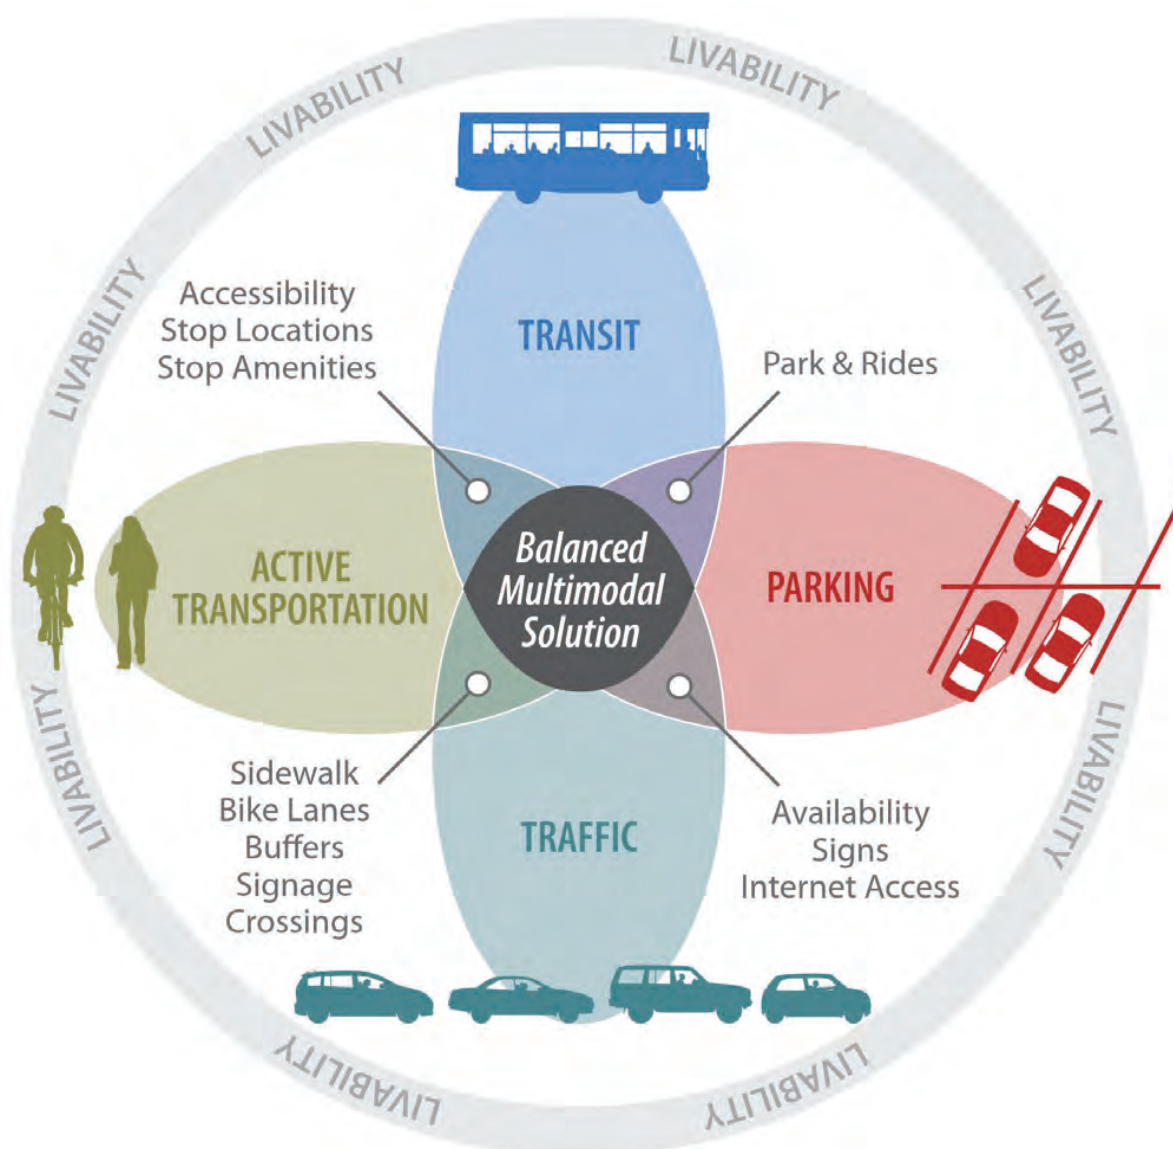 LIVABILITY
LIVABILITY
LIVABILITY
LIVABILITY
Accessibility
Stop Locations
Stop Amenities
TRANSIT
Park & Rides
ACTIVE
TRANSPORTATION
Balanced
Multimodal
Solution
PARKING
Sidewalk
Bike Lanes
Buffers
Signage
Crossings
TRAFFIC
Availability
Signs
Internet Access
LIVABILITY
LIVABILITY
LIVABILITY
LIVABILITY